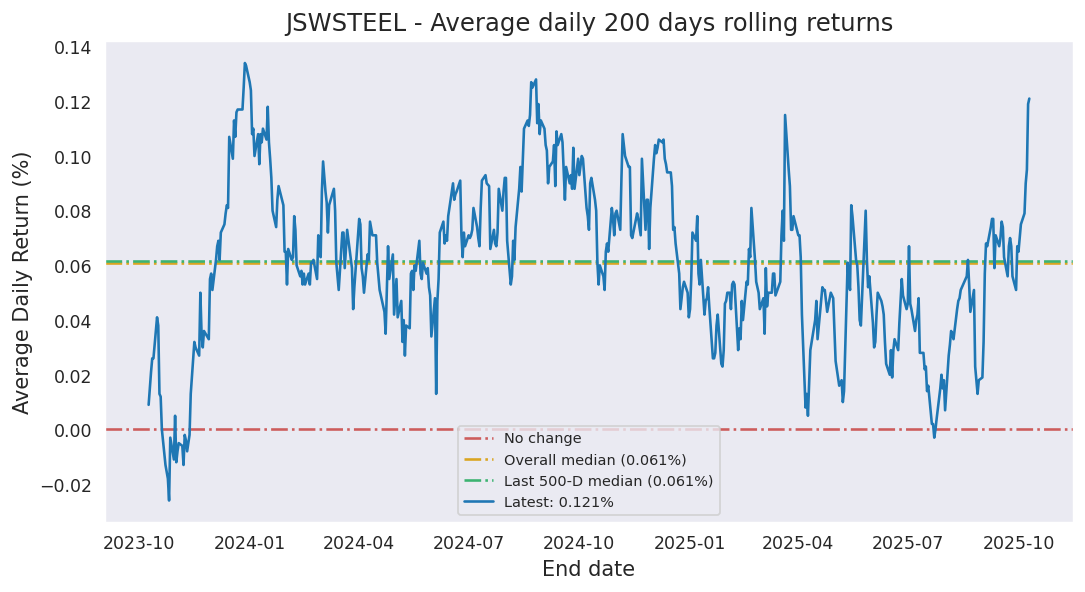 JSWSTEEL - Average daily 200 days rolling returns
Average Daily Return (%)
0.14
0.12
0.10
0.08
0.06
0.04
0.02
0.00
−0.02
No change
Overall median (0.061%)
Last 500-D median (0.061%)
Latest: 0.121%
2023-10 2024-01 2024-04 2024-07 2024-10 2025-01 2025-04 2025-07 2025-10
End date